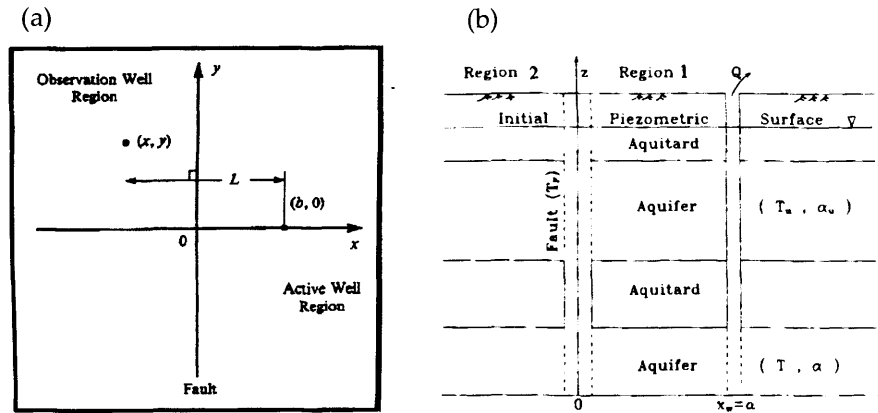 (a)
Observation Well
Region
y
(x, y)
L
(b, 0)
0
x
Active Well
Region
Fault
(b)
Region 2
z
Region 1
Q
Initial
Piezometric
Surface
Aquitard
Fault (T_F)
Aquifer
( T_u , α_u )
Aquitard
Aquifer
( T , α )
0
x_w=a